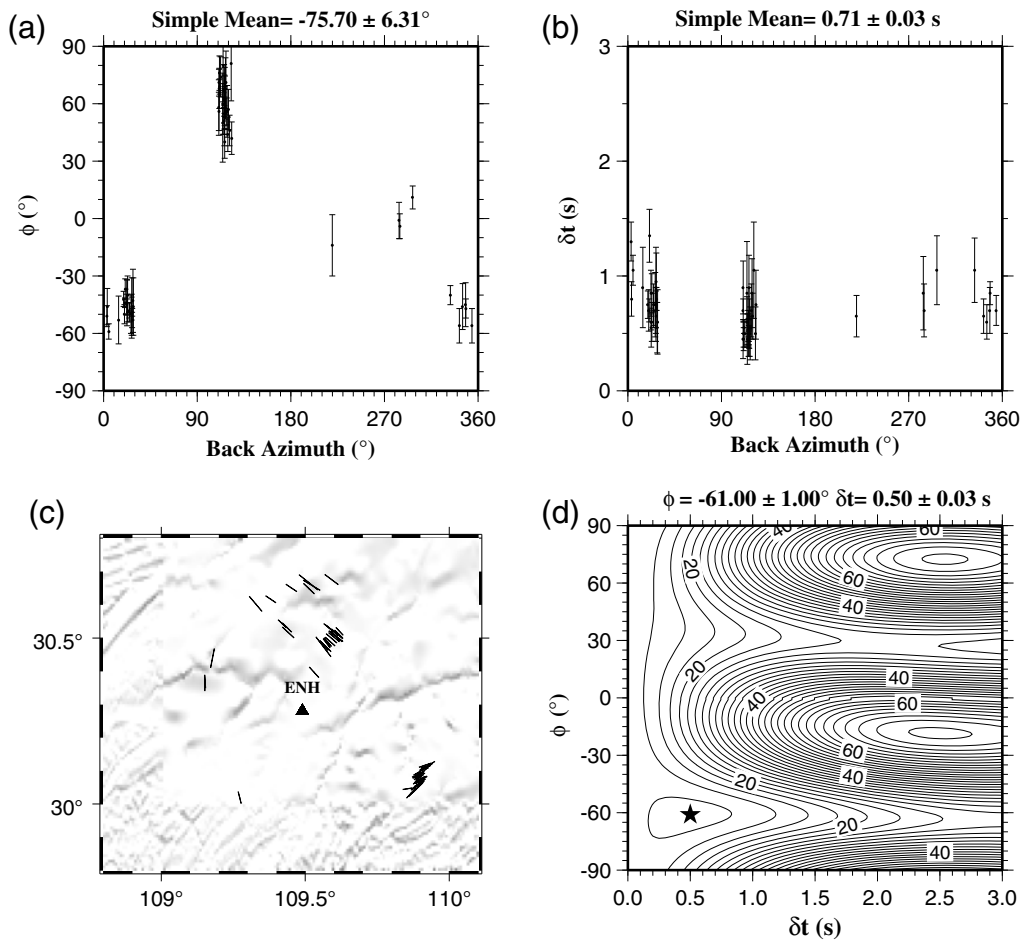 (a)
Simple Mean= -75.70 ± 6.31°
90
60
30
0
-30
-60
-90
ϕ (°)
0 90 180 270 360
Back Azimuth (°)
(b)
Simple Mean= 0.71 ± 0.03 s
3
2
1
0
δt (s)
0 90 180 270 360
Back Azimuth (°)
(c)
30.5°
30°
ENH
109° 109.5° 110°
(d)
ϕ = -61.00 ± 1.00° δt= 0.50 ± 0.03 s
90
60
30
0
-30
-60
-90
ϕ (°)
40 60
20
60
40
20
40
40
60
60
20
40
20
40
0.0 0.5 1.0 1.5 2.0 2.5 3.0
δt (s)